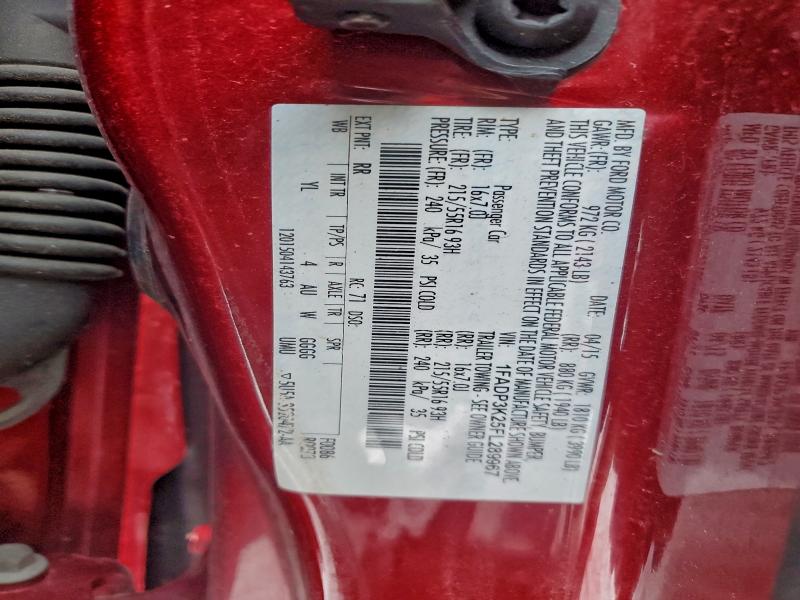 MFD. BY FORD MOTOR CO.
DATE: 04/15 GVWR: 1810 KG (3990 LB)
GAWR: (FR): 972 KG (2143 LB) (RR): 880 KG (1940 LB)
THIS VEHICLE CONFORMS TO ALL APPLICABLE FEDERAL MOTOR VEHICLE SAFETY, BUMPER,
AND THEFT PREVENTION STANDARDS IN EFFECT ON THE DATE OF MANUFACTURE SHOWN ABOVE.
VIN: 1FADP3K25FL289967
TYPE: Passenger Car TRAILER TOWING - SEE OWNER GUIDE
RIM: (FR): 16x7.0J (RR): 16x7.0J
TIRE: (FR): 215/55R16 93H (RR): 215/55R16 93H
PRESSURE (FR): 240 kPa/ 35 PSI COLD (RR): 240 kPa/ 35 PSI COLD
EXT PNT: RR RC: 71 DSO:
WB INT TR TP/PS R AXLE TR SPR
YL 4 AU W GGGG
1201504143763 UMU
F0086